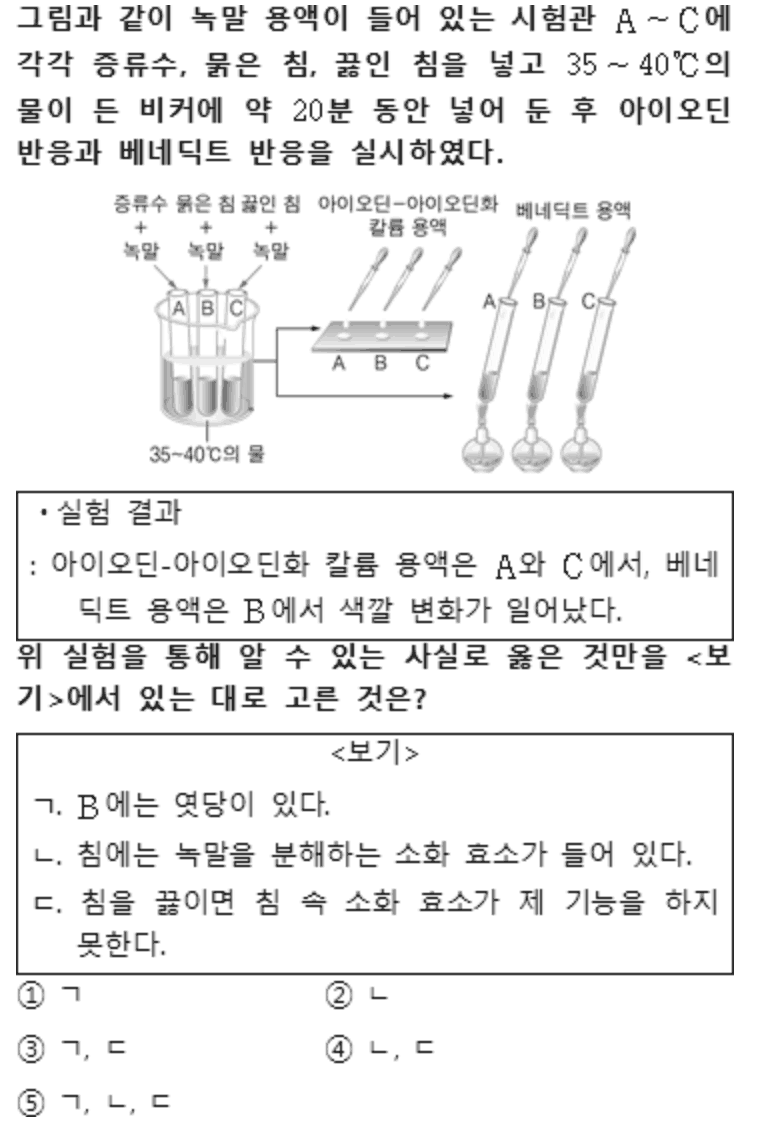 그림과 같이 녹말 용액이 들어 있는 시험관 A ~ C에
각각 증류수, 묽은 침, 끓인 침을 넣고 35 ~ 40℃의
물이 든 비커에 약 20분 동안 넣어 둔 후 아이오딘
반응과 베네딕트 반응을 실시하였다.
증류수 묽은 침 끓인 침
+ + +
녹말 녹말 녹말
아이오딘-아이오딘화
칼륨 용액
베네딕트 용액
A B C
A B C
A B C
35~40℃의 물
• 실험 결과
: 아이오딘-아이오딘화 칼륨 용액은 A와 C에서, 베네
딕트 용액은 B에서 색깔 변화가 일어났다.
위 실험을 통해 알 수 있는 사실로 옳은 것만을 <보
기>에서 있는 대로 고른 것은?
<보기>
ㄱ. B에는 엿당이 있다.
ㄴ. 침에는 녹말을 분해하는 소화 효소가 들어 있다.
ㄷ. 침을 끓이면 침 속 소화 효소가 제 기능을 하지
못한다.
① ㄱ ② ㄴ
③ ㄱ, ㄷ ④ ㄴ, ㄷ
⑤ ㄱ, ㄴ, ㄷ